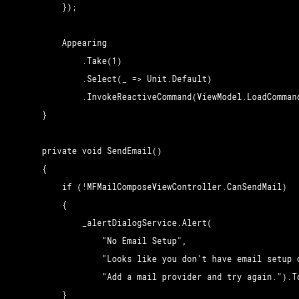 });
Appearing
.Take(1)
.Select(_ => Unit.Default)
.InvokeReactiveCommand(ViewModel.LoadCommand
}
private void SendEmail()
{
if (!MFMailComposeViewController.CanSendMail)
{
_alertDialogService.Alert(
"No Email Setup",
"Looks like you don't have email setup
"Add a mail provider and try again.").To
}